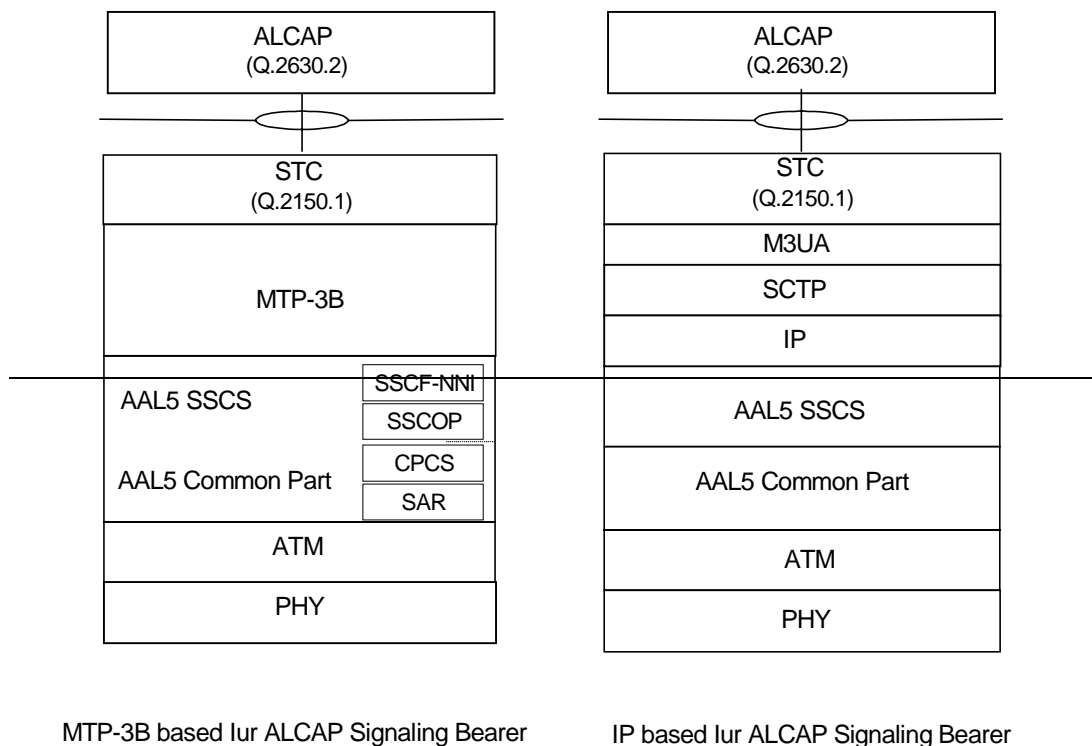 ALCAP
(Q.2630.2)
STC
(Q.2150.1)
MTP-3B
AAL5 SSCS
SSCF-NNI
SSCOP
AAL5 Common Part
CPCS
SAR
ATM
PHY
MTP-3B based Iur ALCAP Signaling Bearer
ALCAP
(Q.2630.2)
STC
(Q.2150.1)
M3UA
SCTP
IP
AAL5 SSCS
AAL5 Common Part
ATM
PHY
IP based Iur ALCAP Signaling Bearer